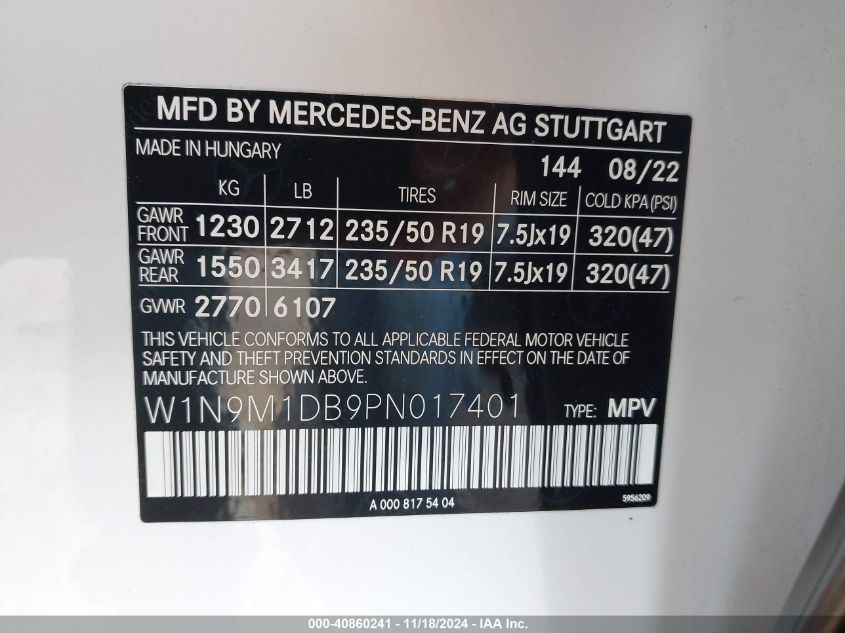 MFD BY MERCEDES-BENZ AG STUTTGART
MADE IN HUNGARY 144 08/22
KG LB TIRES RIM SIZE COLD KPA (PSI)
GAWR FRONT 1230 2712 235/50 R19 7.5Jx19 320(47)
GAWR REAR 1550 3417 235/50 R19 7.5Jx19 320(47)
GVWR 2770 6107
THIS VEHICLE CONFORMS TO ALL APPLICABLE FEDERAL MOTOR VEHICLE
SAFETY AND THEFT PREVENTION STANDARDS IN EFFECT ON THE DATE OF
MANUFACTURE SHOWN ABOVE.
W1N9M1DB9PN017401 TYPE: MPV
A 000 817 54 04 5956209
000-40860241 - 11/18/2024 - IAA Inc.